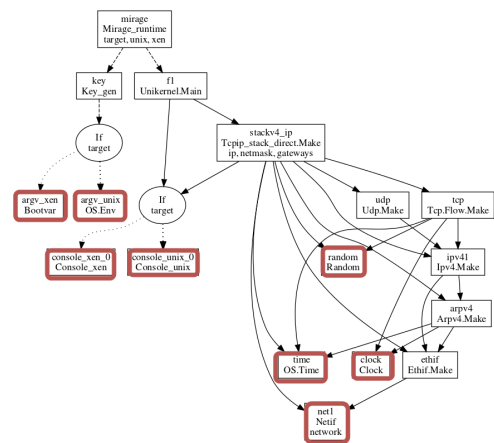 mirage
Mirage_runtime
target, unix, xen
key
Key_gen
f1
Unikernel.Main
If
target
stackv4_ip
Tcpip_stack_direct.Make
ip, netmask, gateways
argv_xen
Bootvar
argv_unix
OS.Env
If
target
udp
Udp.Make
tcp
Tcp.Flow.Make
console_xen_0
Console_xen
console_unix_0
Console_unix
random
Random
ipv41
Ipv4.Make
arpv4
Arpv4.Make
time
OS.Time
clock
Clock
ethif
Ethif.Make
net1
Netif
network